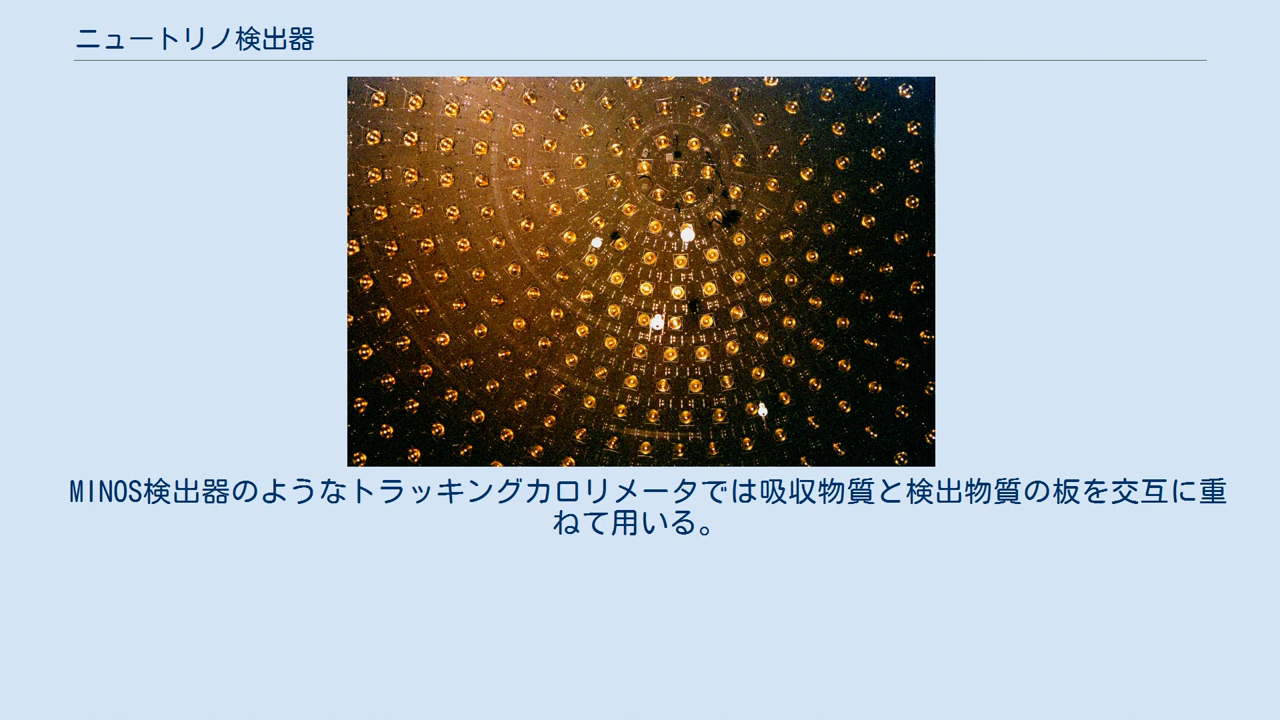 ニュートリノ検出器
MINOS検出器のようなトラッキングカロリメータでは吸収物質と検出物質の板を交互に重
ねて用いる。